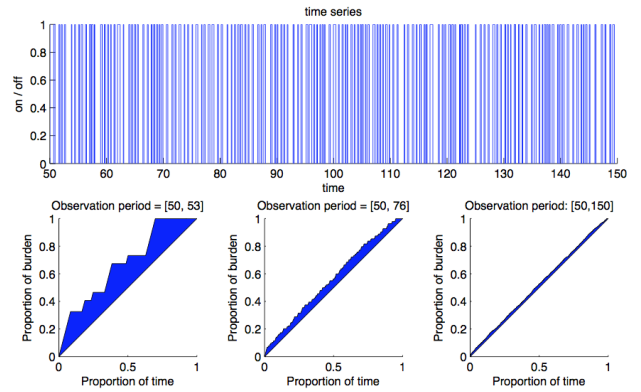 time series
on / off
1
0.8
0.6
0.4
0.2
0
50 60 70 80 90 100 110 120 130 140 150
time
Observation period = [50, 53]
Proportion of burden
1
0.8
0.6
0.4
0.2
0
0 0.5 1
Proportion of time
Observation period = [50, 76]
Proportion of burden
1
0.8
0.6
0.4
0.2
0
0 0.5 1
Proportion of time
Observation period: [50,150]
Proportion of burden
1
0.8
0.6
0.4
0.2
0
0 0.5 1
Proportion of time